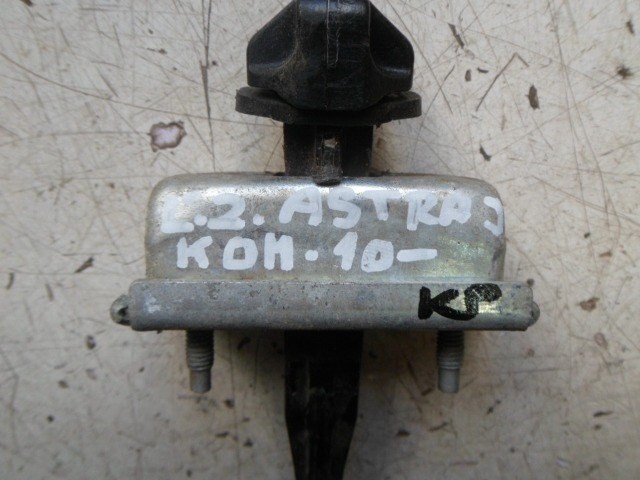 L.Z. ASTRA J
KOM.10-
KP